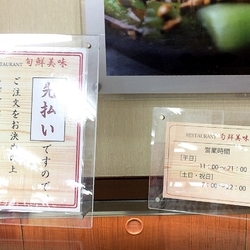 RESTAURANT 旬鮮美味
先払い
ですので
ご注文をお決めの上
RESTAURANT 旬鮮美味
営業時間
［平日］
11：00～21：00
［土日・祝日］
7：00～22：00